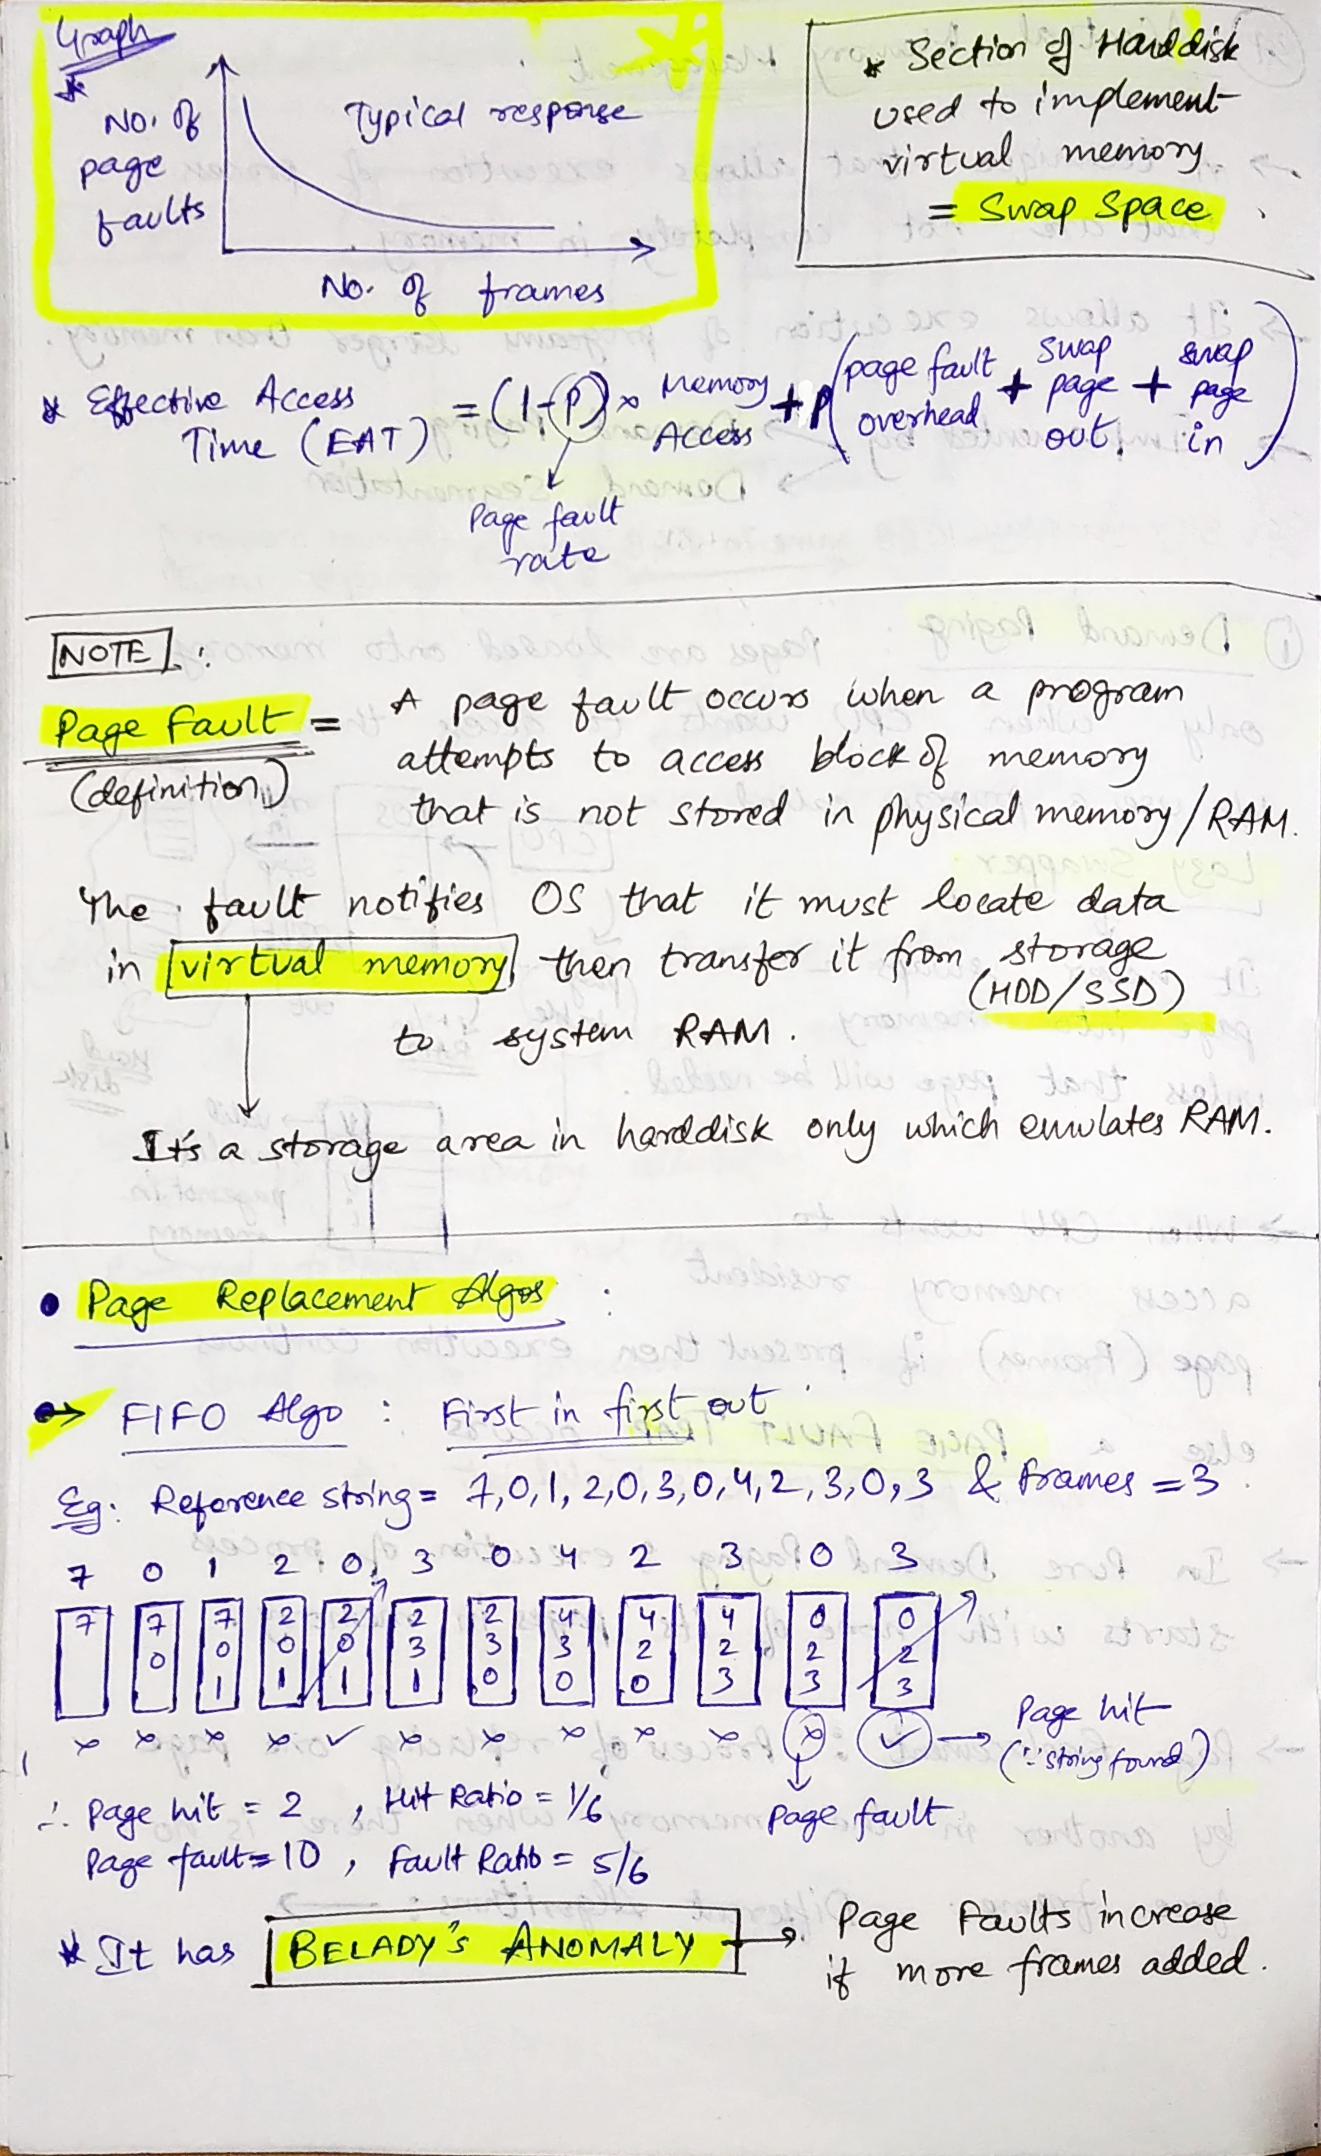 Graph
* No. of page faults
Typical response
No. of frames
* Section of Harddisk
used to implement
virtual memory
= Swap Space
* Effective Access Time (EAT) = (1-P) × Memory Access + P (page fault overhead + swap page out + swap page in)
Page fault
rate
NOTE :
Page Fault = A page fault occurs when a program
(definition) attempts to access block of memory
that is not stored in physical memory/RAM.
The fault notifies OS that it must locate data
in virtual memory then transfer it from storage
(HDD/SSD)
to system RAM.
It's a storage area in harddisk only which emulates RAM.
• Page Replacement Algos :
→ FIFO Algo : First in first out
Eg: Reference string = 7,0,1,2,0,3,0,4,2,3,0,3 & frames = 3
7 0 1 2 0 3 0 4 2 3 0 3
7 7 7 2 2 2 2 4 4 4 0 0
0 0 0 0 3 3 3 2 2 2 2
1 1 1 1 0 0 0 3 3 3
× × × × ✓ × × × × × × ✓ → Page hit
(∵ string found)
∴ Page hit = 2 , Hit Ratio = 1/6
Page fault
Page fault = 10 , Fault Ratio = 5/6
* It has BELADY's ANOMALY → Page Faults increase
if more frames added.